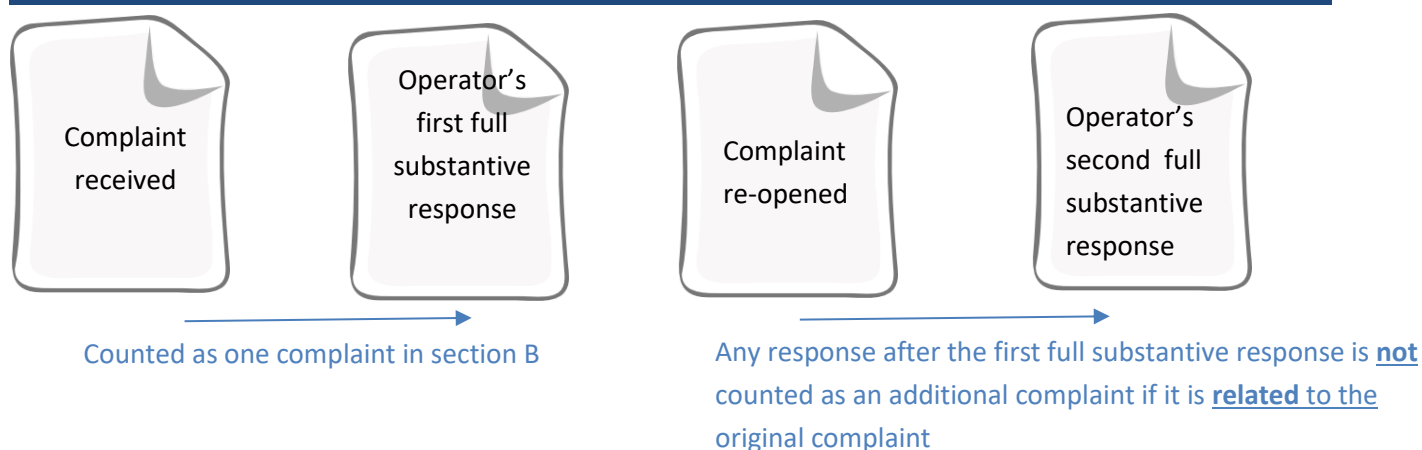 Complaint
received
Operator’s
first full
substantive
response
Complaint
re-opened
Operator’s
second full
substantive
response
Counted as one complaint in section B
Any response after the first full substantive response is not
counted as an additional complaint if it is related to the
original complaint